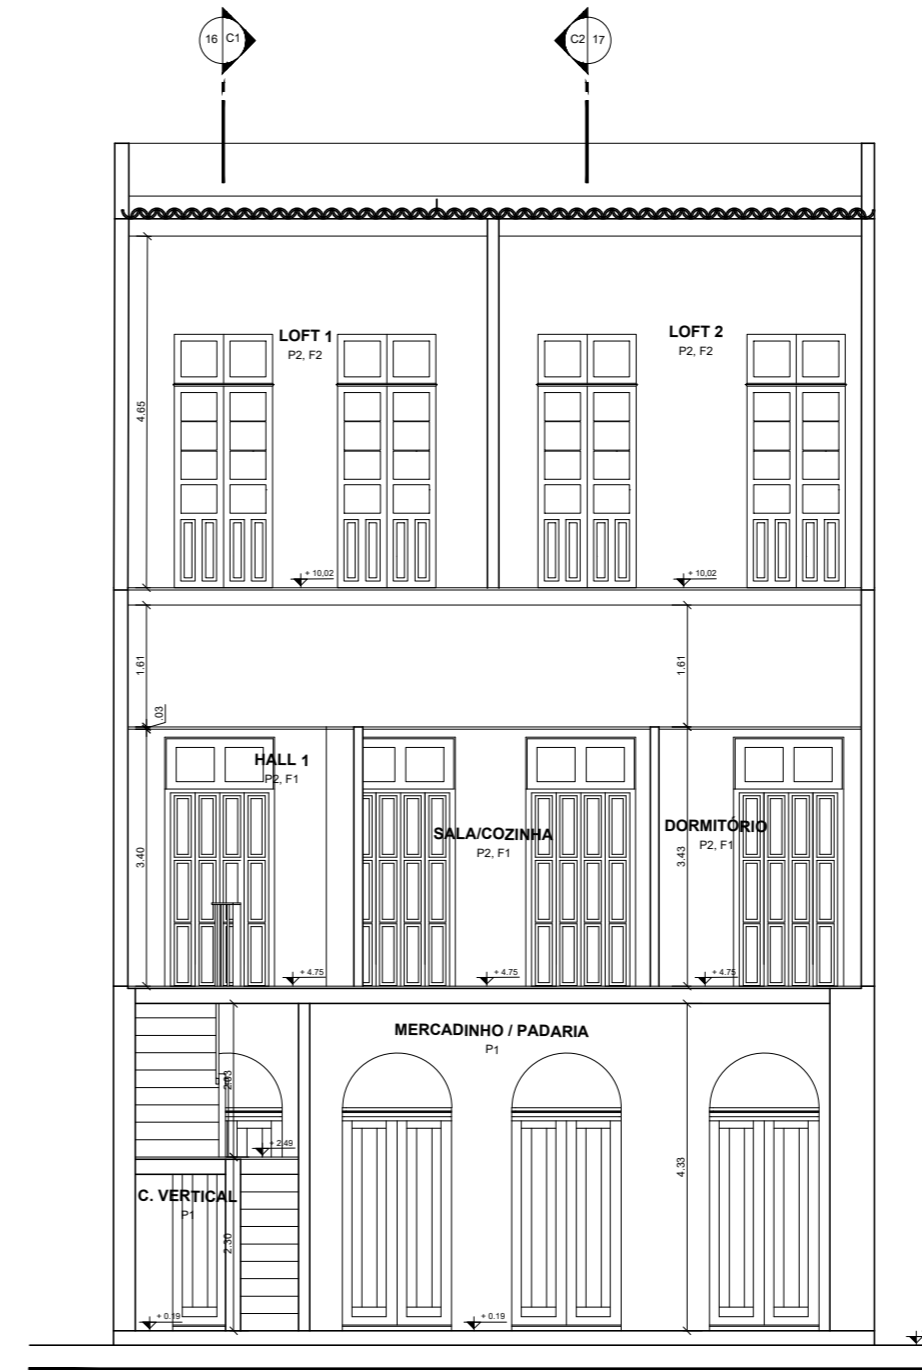 16 C1
C2 17
LOFT 1
P2, F2
LOFT 2
P2, F2
4.65
+ 10,02
+ 10,02
1.61
1.61
.03
HALL 1
P2, F1
SALA/COZINHA
P2, F1
DORMITÓRIO
P2, F1
3.40
3.43
+ 4.75
+ 4.75
+ 4.75
MERCADINHO / PADARIA
P1
+ 2.49
4.33
C. VERTICAL
P1
2.30
+ 0.19
+ 0.19